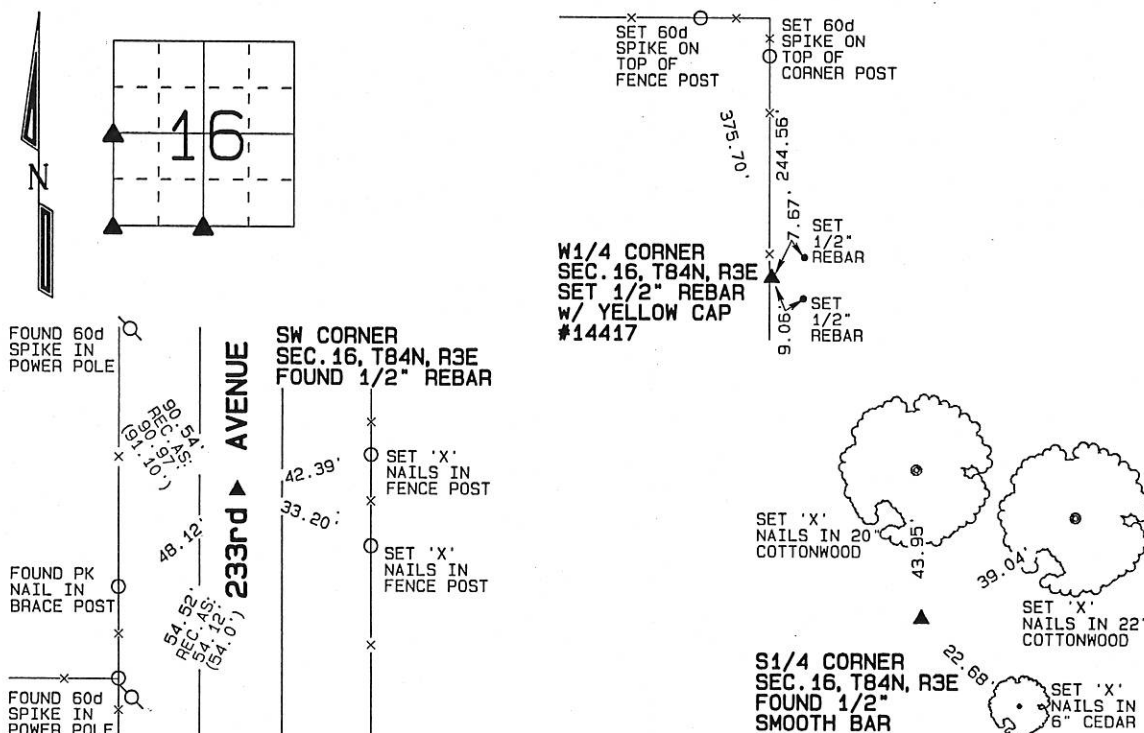 N
16
SET 60d
SPIKE ON
TOP OF
FENCE POST
SET 60d
SPIKE ON
TOP OF
CORNER POST
375.70'
244.56'
7.67'
SET
1/2"
REBAR
W1/4 CORNER
SEC. 16, T84N, R3E
SET 1/2" REBAR
w/ YELLOW CAP
#14417
9.06'
SET
1/2"
REBAR
FOUND 60d
SPIKE IN
POWER POLE
90.54'
REC. AS:
90.97'
(91.10')
233rd AVENUE
SW CORNER
SEC. 16, T84N, R3E
FOUND 1/2" REBAR
42.39'
33.20'
SET 'X'
NAILS IN
FENCE POST
SET 'X'
NAILS IN
FENCE POST
48.12'
FOUND PK
NAIL IN
BRACE POST
54.52'
REC. AS:
54.12'
(54.0')
FOUND 60d
SPIKE IN
POWER POLE
SET 'X'
NAILS IN 20"
COTTONWOOD
43.95'
39.04'
SET 'X'
NAILS IN 22"
COTTONWOOD
S1/4 CORNER
SEC. 16, T84N, R3E
FOUND 1/2"
SMOOTH BAR
22.68'
SET 'X'
NAILS IN
6" CEDAR